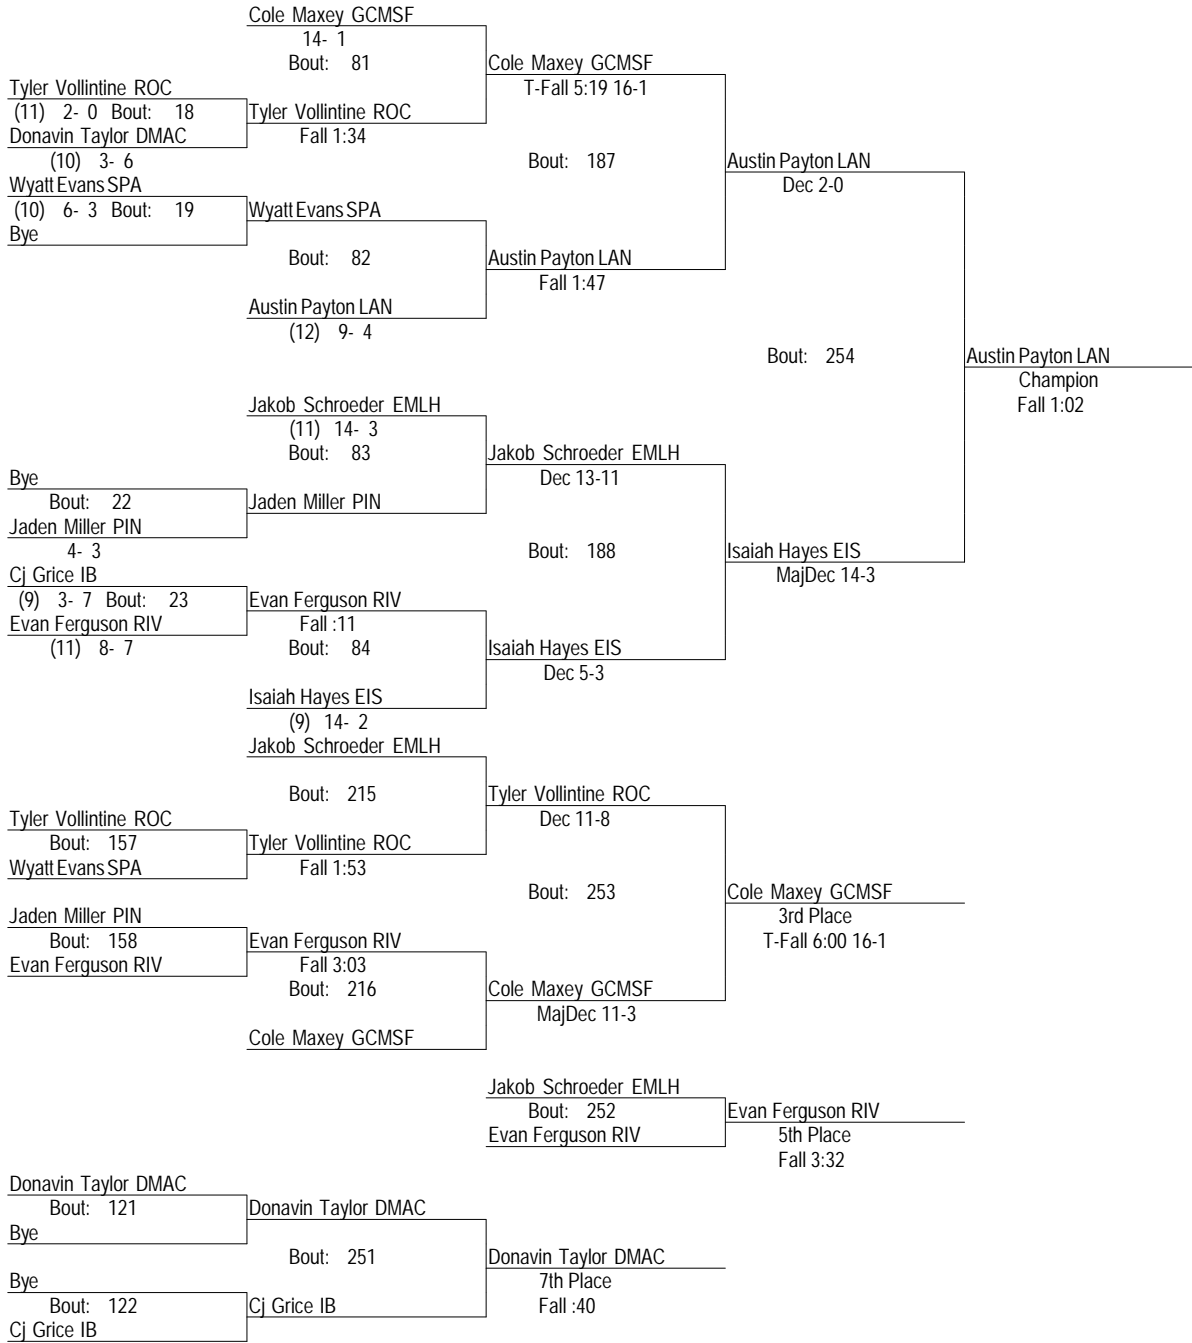 Cole Maxey GCMSF
14- 1
Bout: 81
Cole Maxey GCMSF
T-Fall 5:19 16-1
Tyler Vollintine ROC
(11) 2- 0 Bout: 18
Tyler Vollintine ROC
Fall 1:34
Donavin Taylor DMAC
(10) 3- 6
Bout: 187
Austin Payton LAN
Dec 2-0
Wyatt Evans SPA
(10) 6- 3 Bout: 19
Wyatt Evans SPA
Bye
Bout: 82
Austin Payton LAN
Fall 1:47
Austin Payton LAN
(12) 9- 4
Bout: 254
Austin Payton LAN
Champion
Fall 1:02
Jakob Schroeder EMLH
(11) 14- 3
Bout: 83
Jakob Schroeder EMLH
Dec 13-11
Bye
Bout: 22
Jaden Miller PIN
Jaden Miller PIN
4- 3
Bout: 188
Isaiah Hayes EIS
MajDec 14-3
Cj Grice IB
(9) 3- 7 Bout: 23
Evan Ferguson RIV
Fall :11
Evan Ferguson RIV
(11) 8- 7
Bout: 84
Isaiah Hayes EIS
Dec 5-3
Isaiah Hayes EIS
(9) 14- 2
Jakob Schroeder EMLH
Bout: 215
Tyler Vollintine ROC
Dec 11-8
Tyler Vollintine ROC
Bout: 157
Tyler Vollintine ROC
Fall 1:53
Wyatt Evans SPA
Bout: 253
Cole Maxey GCMSF
3rd Place
T-Fall 6:00 16-1
Jaden Miller PIN
Bout: 158
Evan Ferguson RIV
Fall 3:03
Evan Ferguson RIV
Bout: 216
Cole Maxey GCMSF
MajDec 11-3
Cole Maxey GCMSF
Jakob Schroeder EMLH
Bout: 252
Evan Ferguson RIV
5th Place
Fall 3:32
Evan Ferguson RIV
Donavin Taylor DMAC
Bout: 121
Donavin Taylor DMAC
Bye
Bout: 251
Donavin Taylor DMAC
7th Place
Fall :40
Bye
Bout: 122
Cj Grice IB
Cj Grice IB